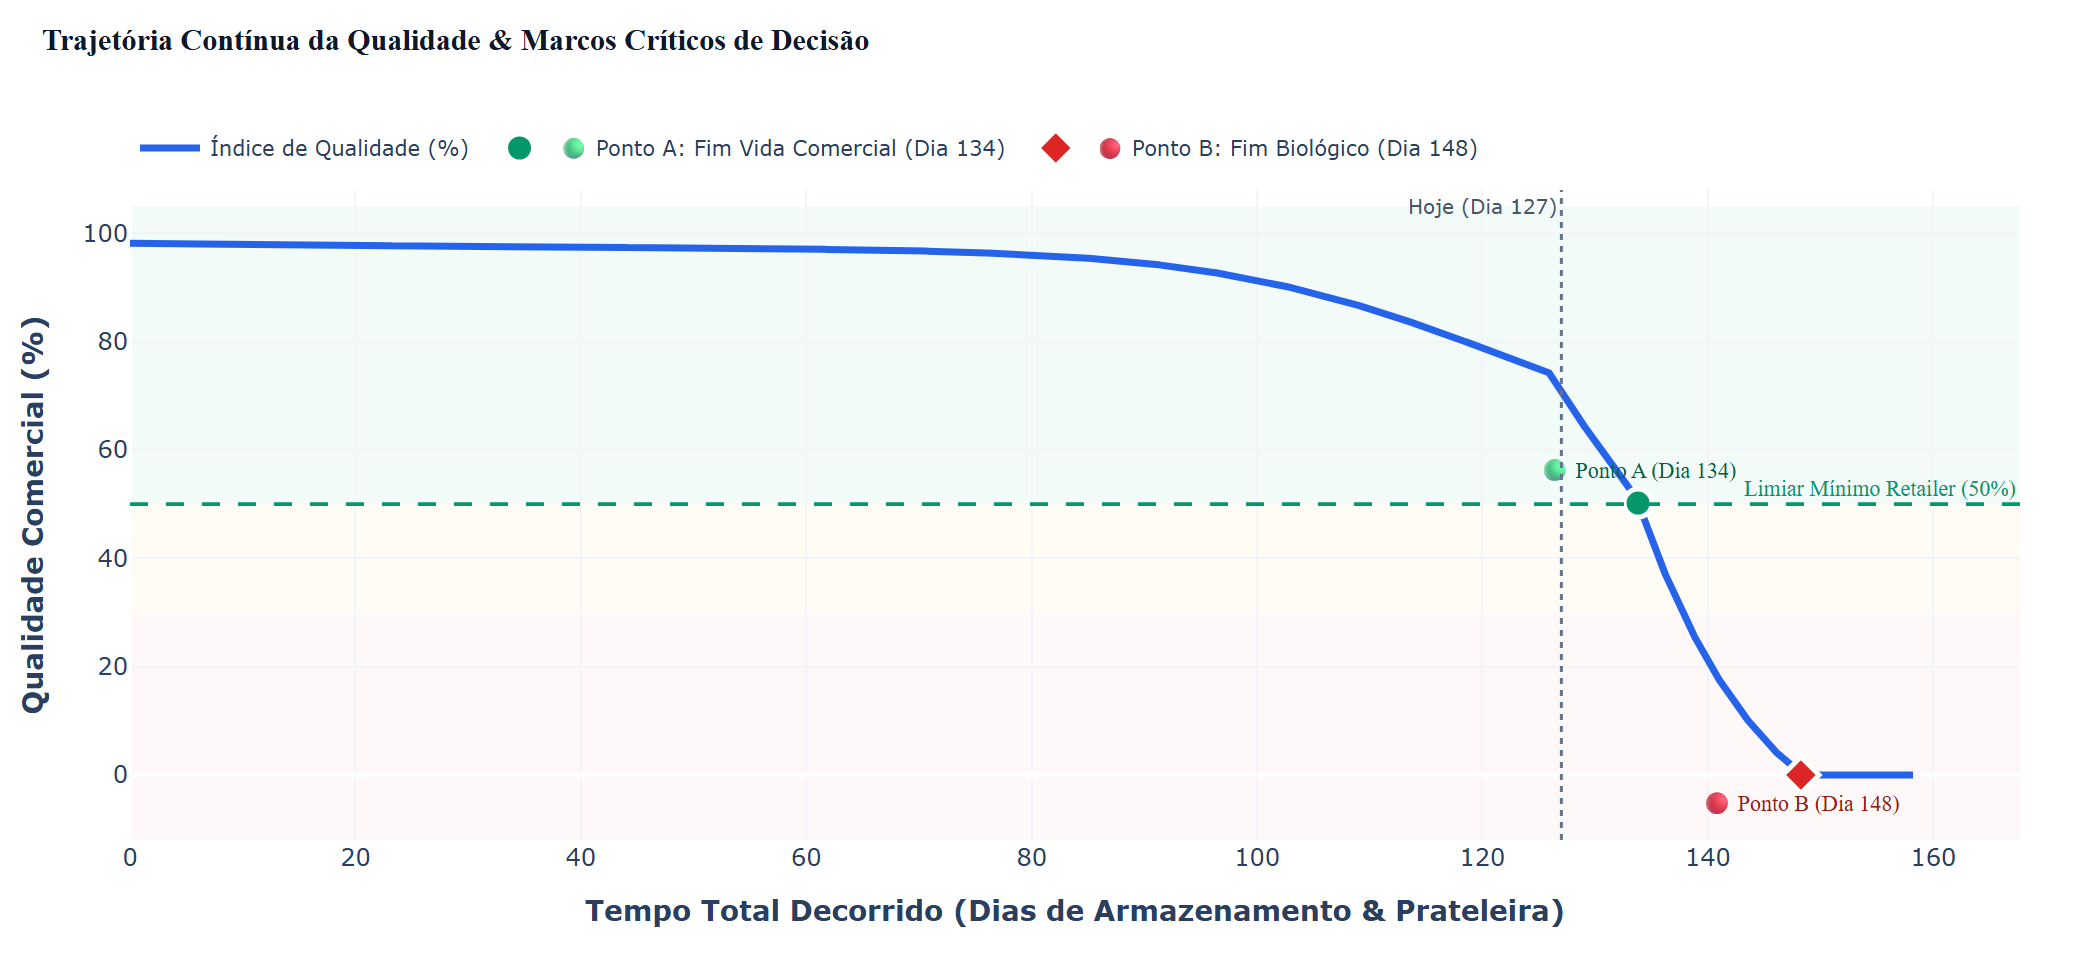 Trajetória Contínua da Qualidade & Marcos Críticos de Decisão
Índice de Qualidade (%)
Ponto A: Fim Vida Comercial (Dia 134)
Ponto B: Fim Biológico (Dia 148)
Hoje (Dia 127)
100
80
60
40
20
0
Qualidade Comercial (%)
Ponto A (Dia 134)
Limiar Mínimo Retailer (50%)
Ponto B (Dia 148)
0 20 40 60 80 100 120 140 160
Tempo Total Decorrido (Dias de Armazenamento & Prateleira)